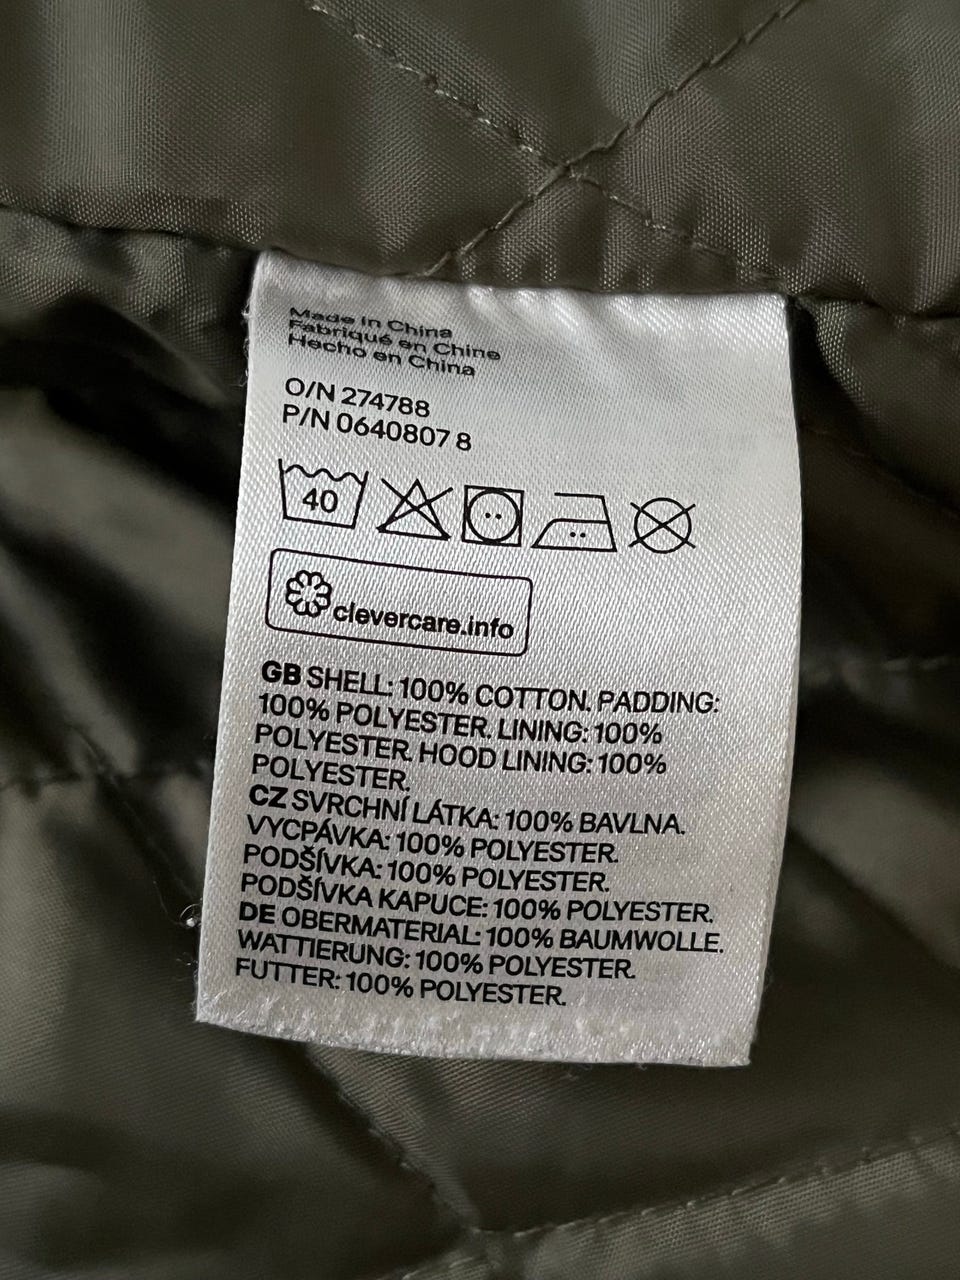 Made in China
Fabriqué en Chine
Hecho en China
O/N 274788
P/N 0640807 8
40
clevercare.info
GB SHELL: 100% COTTON. PADDING:
100% POLYESTER. LINING: 100%
POLYESTER. HOOD LINING: 100%
POLYESTER.
CZ SVRCHNÍ LÁTKA: 100% BAVLNA.
VYCPÁVKA: 100% POLYESTER.
PODŠÍVKA: 100% POLYESTER.
PODŠÍVKA KAPUCE: 100% POLYESTER.
DE OBERMATERIAL: 100% BAUMWOLLE.
WATTIERUNG: 100% POLYESTER.
FUTTER: 100% POLYESTER.